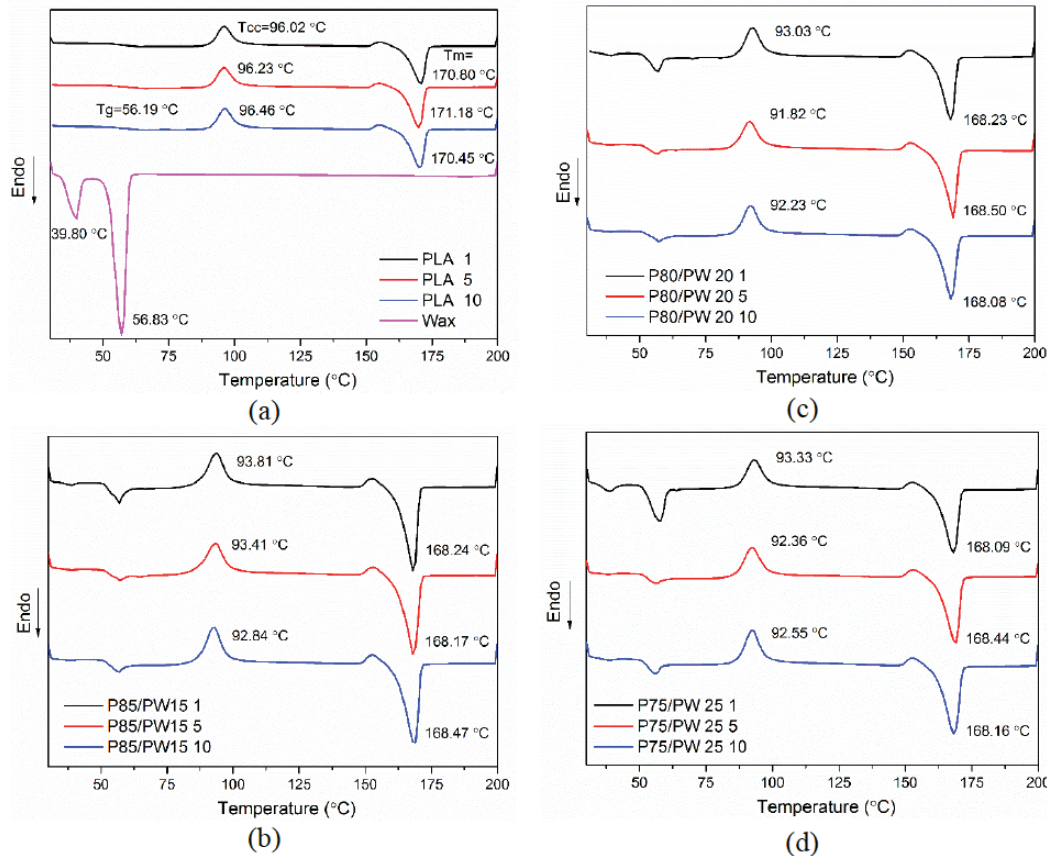 Tcc=96.02 °C
Tm=
170.80 °C
96.23 °C
171.18 °C
Tg=56.19 °C
96.46 °C
170.45 °C
Endo
39.80 °C
56.83 °C
PLA 1
PLA 5
PLA 10
Wax
50 75 100 125 150 175 200
Temperature (°C)
(a)
93.03 °C
168.23 °C
91.82 °C
168.50 °C
92.23 °C
168.08 °C
Endo
P80/PW 20 1
P80/PW 20 5
P80/PW 20 10
50 75 100 125 150 175 200
Temperature (°C)
(c)
93.81 °C
168.24 °C
93.41 °C
168.17 °C
92.84 °C
168.47 °C
Endo
P85/PW15 1
P85/PW15 5
P85/PW15 10
50 75 100 125 150 175 200
Temperature (°C)
(b)
93.33 °C
168.09 °C
92.36 °C
168.44 °C
92.55 °C
168.16 °C
Endo
P75/PW 25 1
P75/PW 25 5
P75/PW 25 10
50 75 100 125 150 175 200
Temperature (°C)
(d)